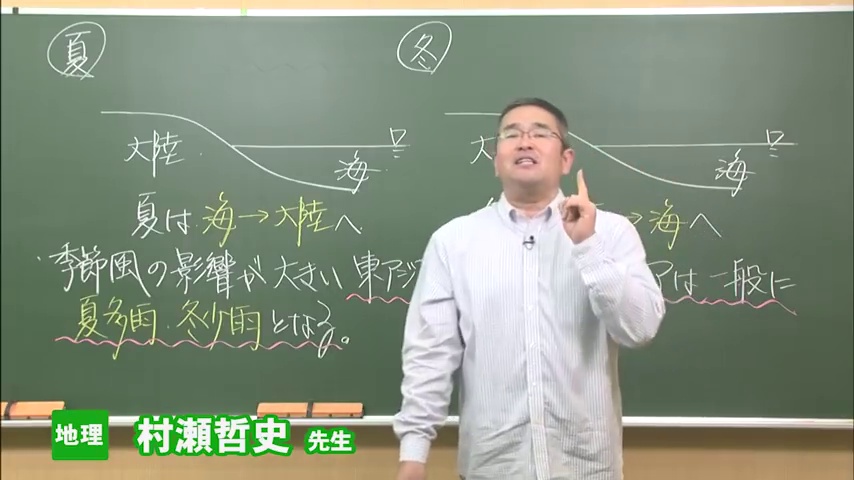 夏
冬
大陸
海
大
海
夏は 海→大陸へ
→海へ
季節風の影響が大きい東アジ アは一般に
夏多雨・冬少雨となる。
地理 村瀬哲史 先生